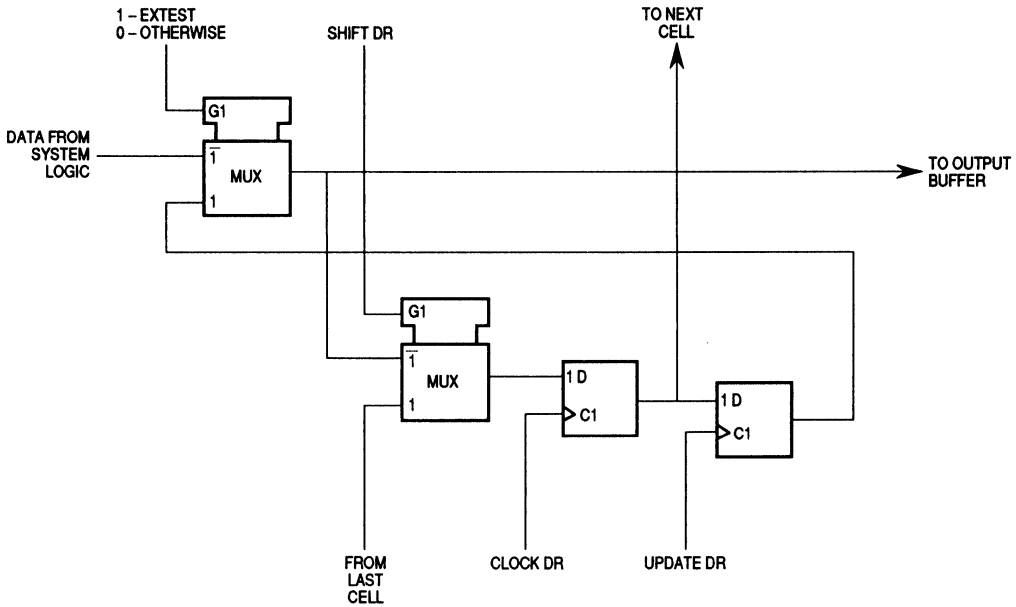 1 – EXTEST
0 – OTHERWISE
SHIFT DR
TO NEXT
CELL
G1
DATA FROM
SYSTEM
LOGIC
1̅
MUX
1
TO OUTPUT
BUFFER
G1
1̅
MUX
1
1 D
C1
1 D
C1
FROM
LAST
CELL
CLOCK DR
UPDATE DR